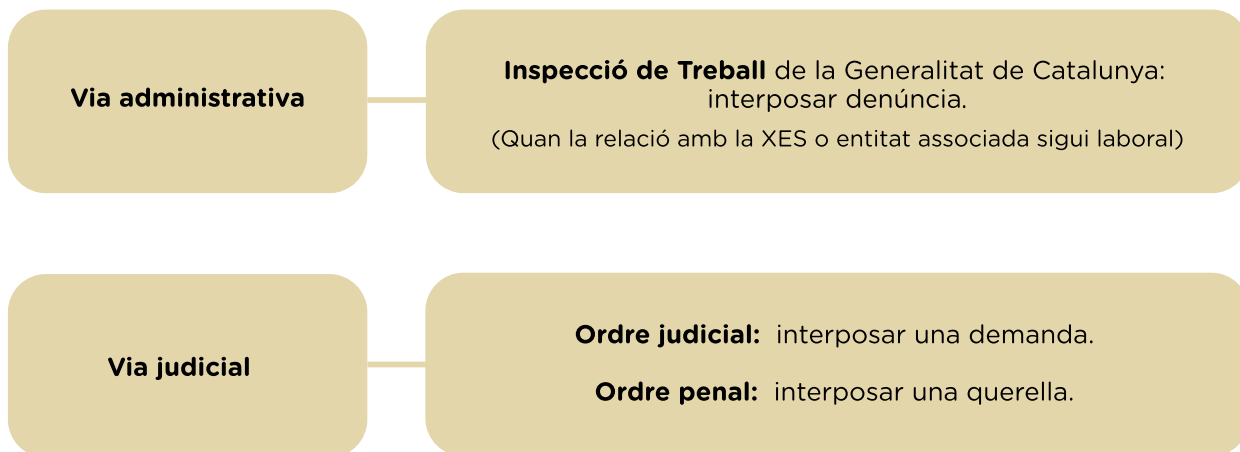 Via administrativa
Inspecció de Treball de la Generalitat de Catalunya:
interposar denúncia.
(Quan la relació amb la XES o entitat associada sigui laboral)
Via judicial
Ordre judicial: interposar una demanda.
Ordre penal: interposar una querella.